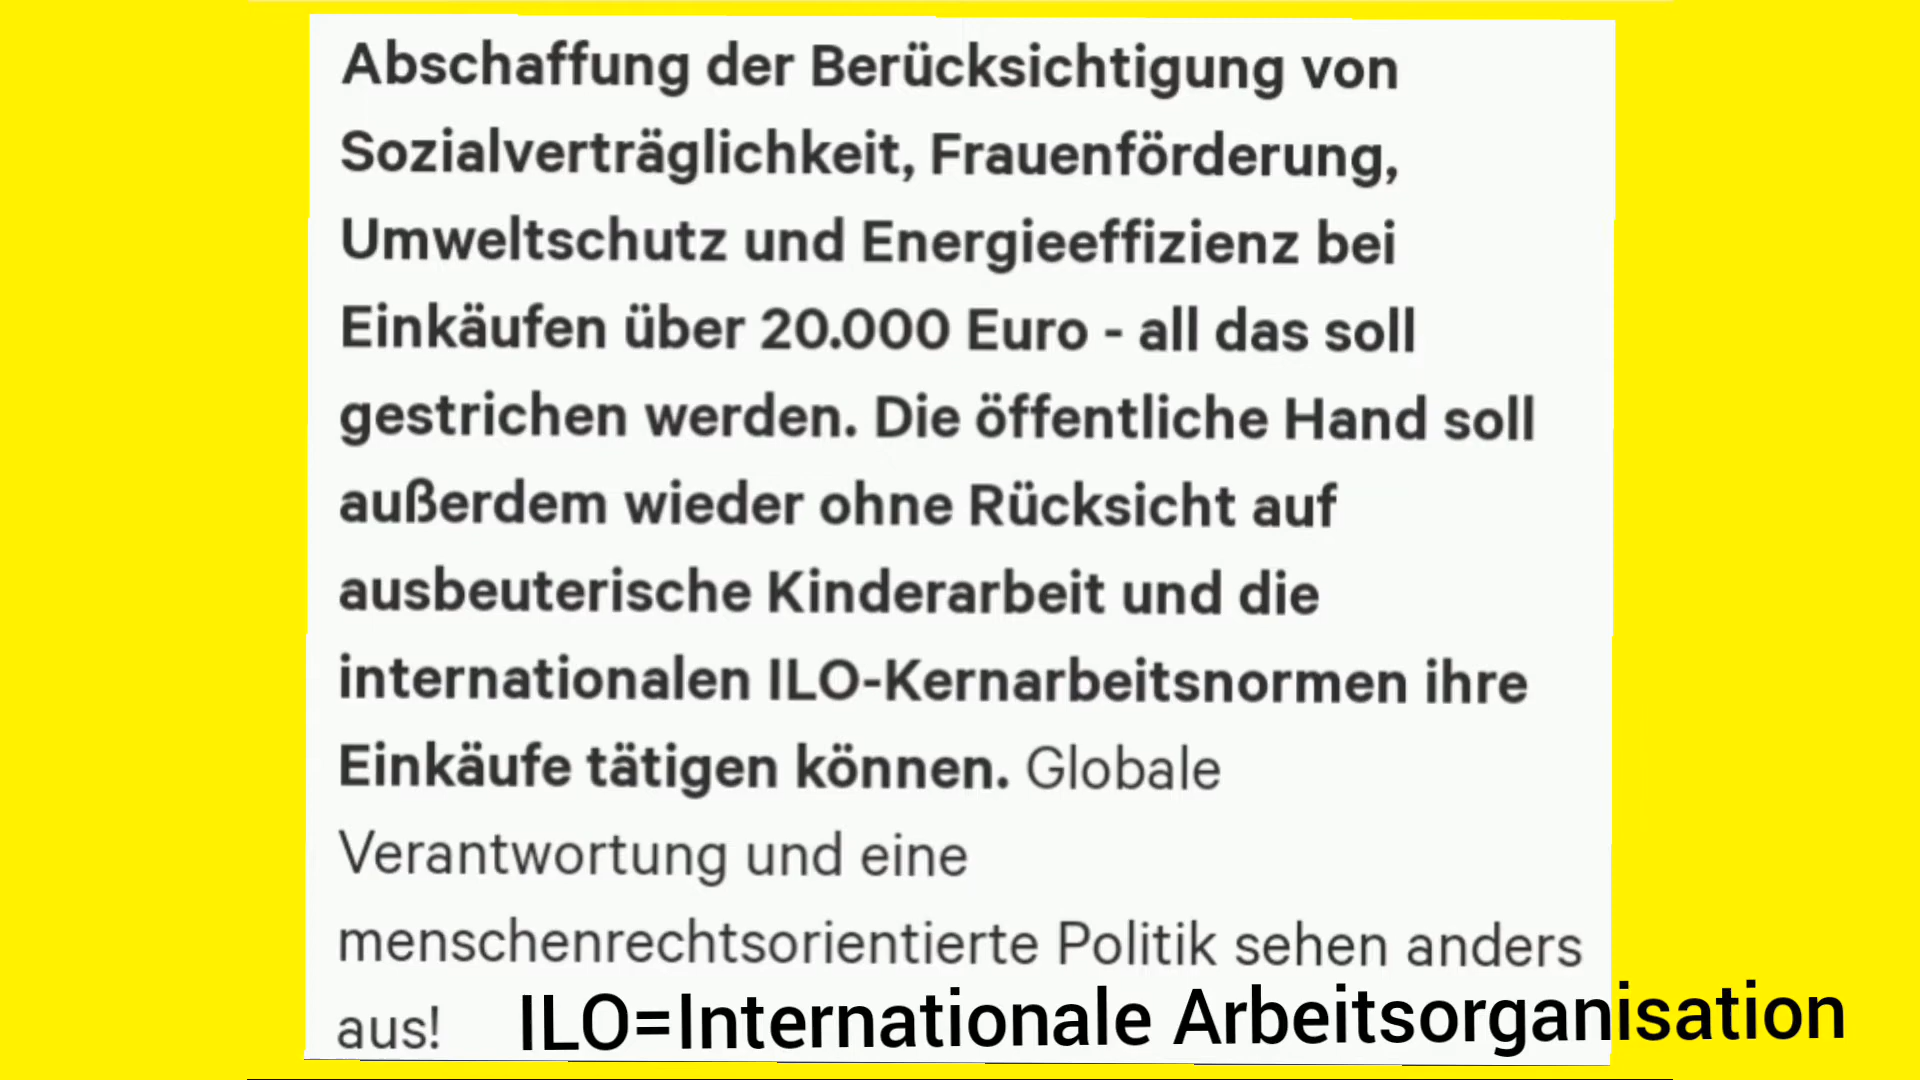 Abschaffung der Berücksichtigung von
Sozialverträglichkeit, Frauenförderung,
Umweltschutz und Energieeffizienz bei
Einkäufen über 20.000 Euro - all das soll
gestrichen werden. Die öffentliche Hand soll
außerdem wieder ohne Rücksicht auf
ausbeuterische Kinderarbeit und die
internationalen ILO-Kernarbeitsnormen ihre
Einkäufe tätigen können. Globale
Verantwortung und eine
menschenrechtsorientierte Politik sehen anders
aus!
ILO=Internationale Arbeitsorganisation